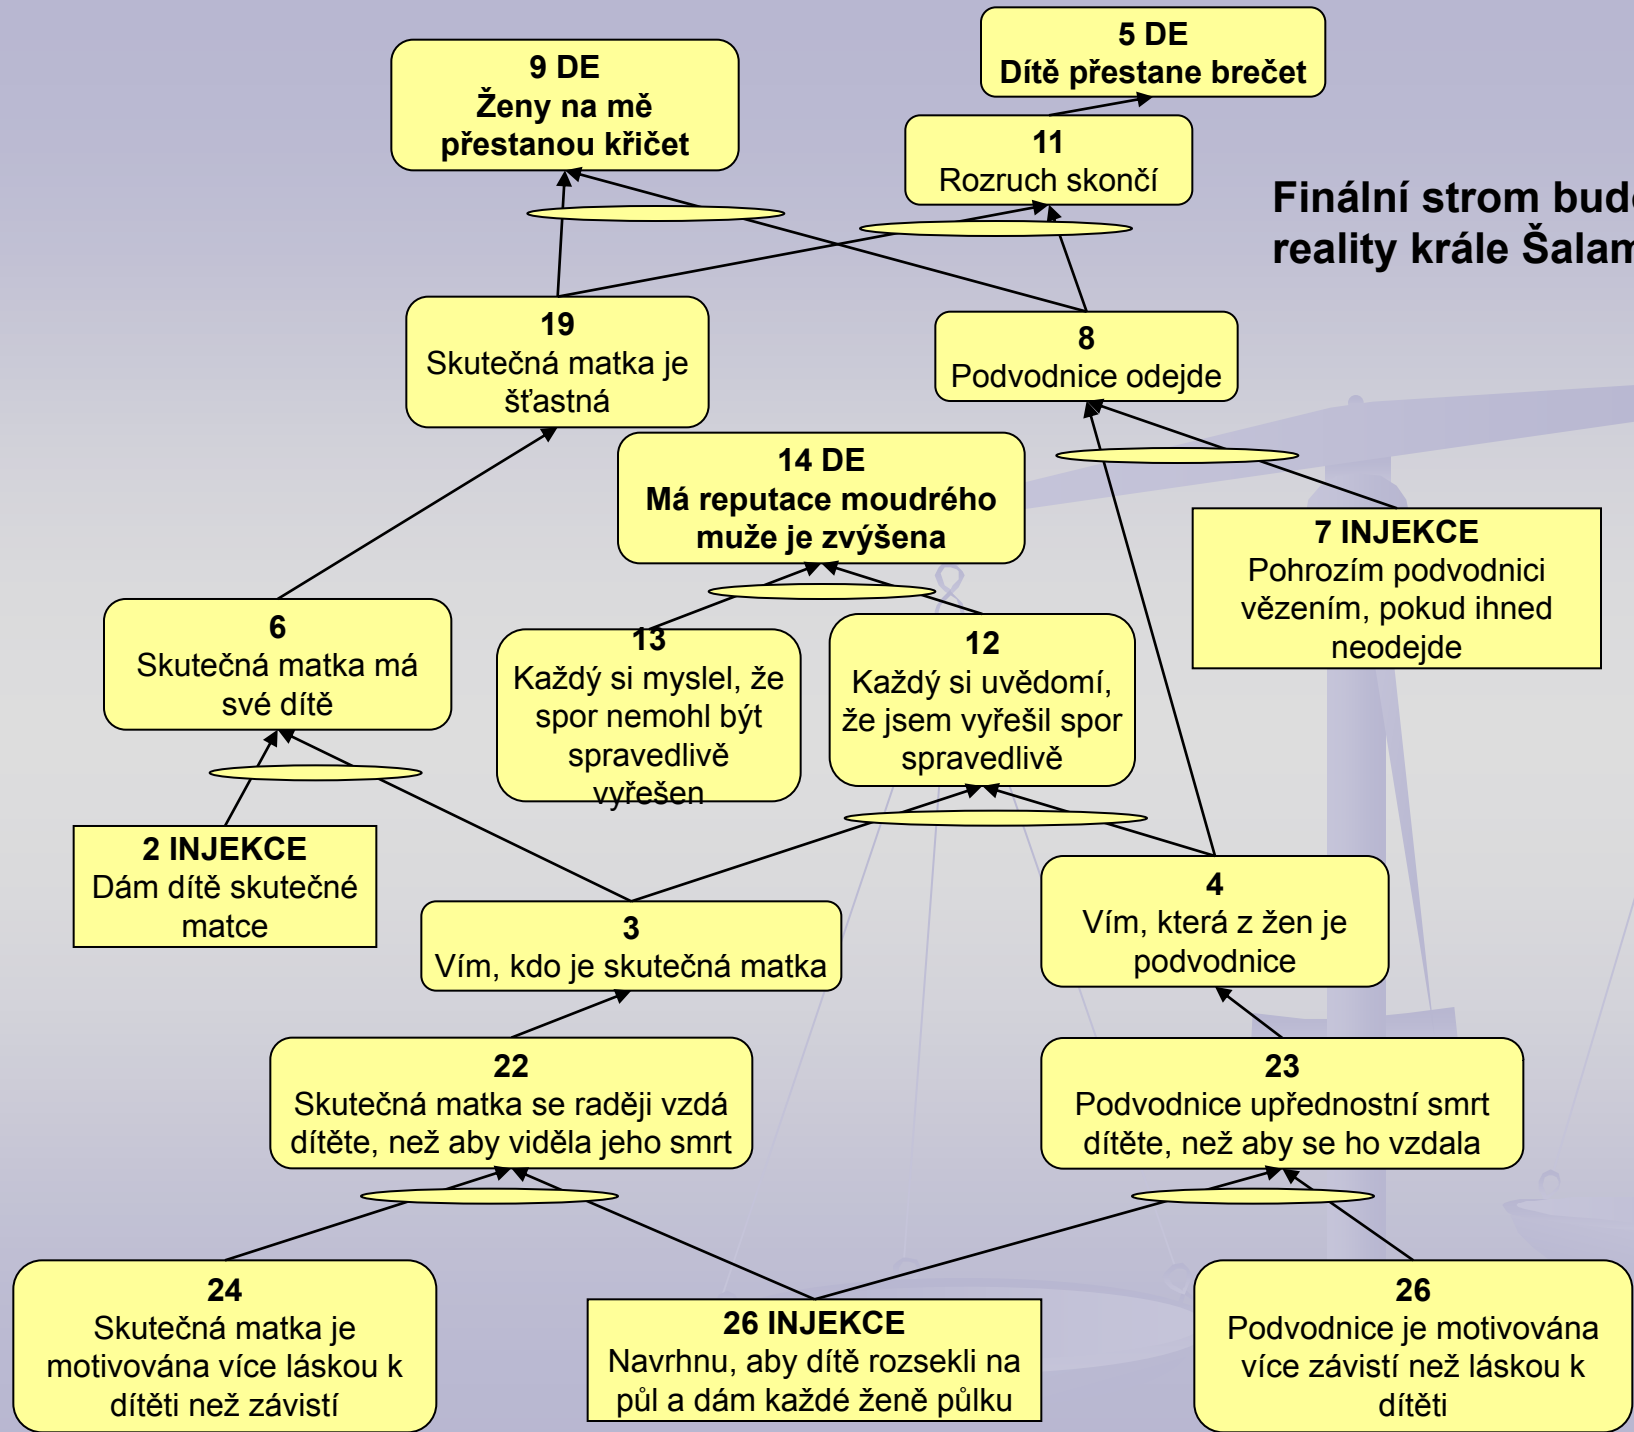 5 DE
Dítě přestane brečet
9 DE
Ženy na mě
přestanou křičet
11
Rozruch skončí
Finální strom
reality krále
19
Skutečná matka je
šťastná
8
Podvodnice odejde
14 DE
Má reputace moudrého
muže je zvýšena
7 INJEKCE
Pohrozím podvodnici
vězením, pokud ihned
neodejde
6
Skutečná matka má
své dítě
13
Každý si myslel, že
spor nemohl být
spravedlivě
vyřešen
12
Každý si uvědomí,
že jsem vyřešil spor
spravedlivě
2 INJEKCE
Dám dítě skutečné
matce
3
Vím, kdo je skutečná matka
4
Vím, která z žen je
podvodnice
22
Skutečná matka se raději vzdá
dítěte, než aby viděla jeho smrt
23
Podvodnice upřednostní smrt
dítěte, než aby se ho vzdala
24
Skutečná matka je
motivována více láskou k
dítěti než závistí
26 INJEKCE
Navrhnu, aby dítě rozsekli na
půl a dám každé ženě půlku
26
Podvodnice je motivována
více závistí než láskou k
dítěti